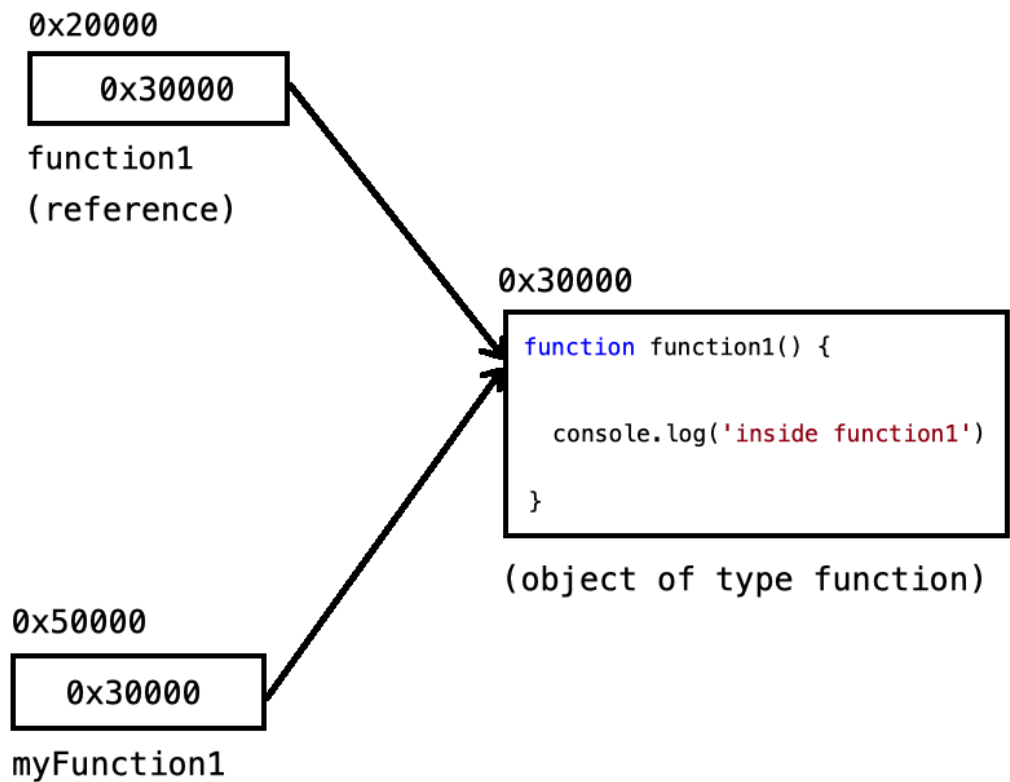 0x20000
0x30000
function1
(reference)
0x30000
function function1() {
console.log('inside function1')
}
(object of type function)
0x50000
0x30000
myFunction1